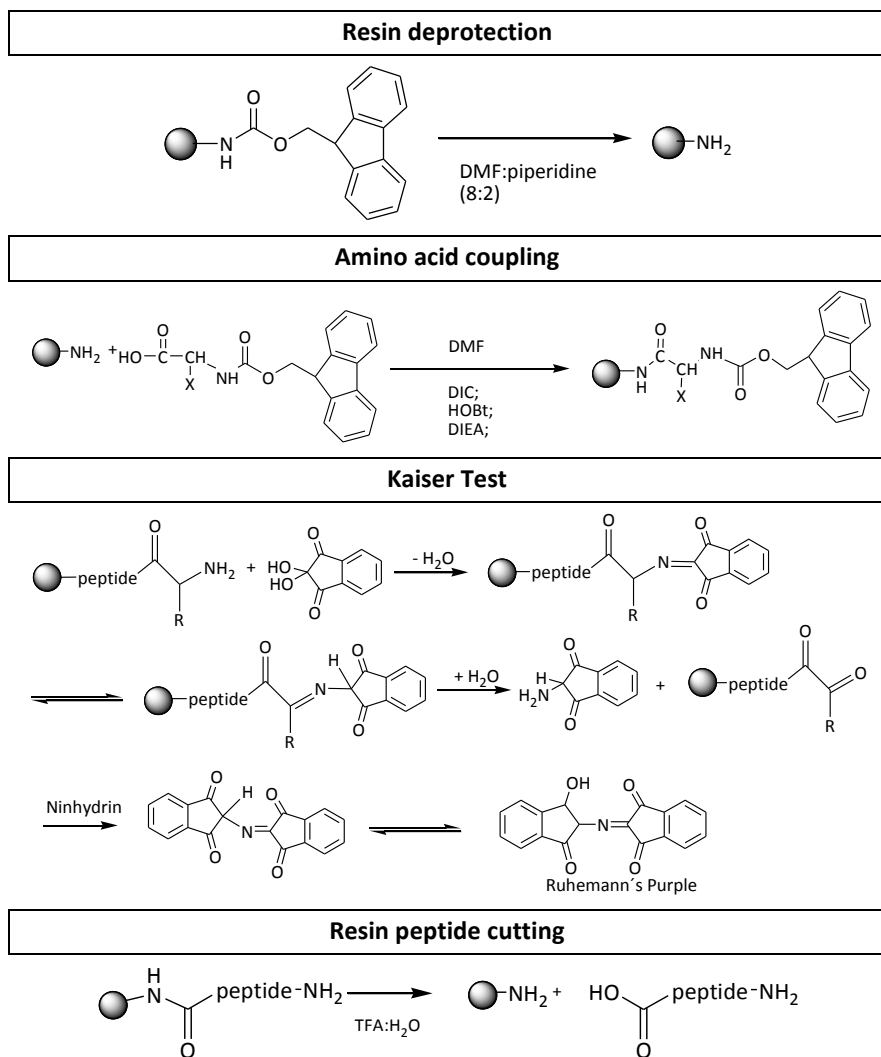 Resin deprotection
O
N
H
O
DMF:piperidine
(8:2)
NH2
Amino acid coupling
NH2 +
HO
O
C
CH
X
NH
O
O
DMF
DIC;
HOBt;
DIEA;
N
H
O
C
CH
X
NH
O
O
Kaiser Test
peptide
O
NH2
R
+
HO
HO
O
O
- H2O
peptide
O
N
R
O
O
peptide
O
N
R
H
O
O
+ H2O
H
H2N
O
O
+
peptide
O
O
R
Ninhydrin
O
H
O
N
O
O
OH
O
N
O
O
Ruhemann´s Purple
Resin peptide cutting
H
N
O
peptide-NH2
TFA:H2O
NH2 +
HO
O
peptide-NH2